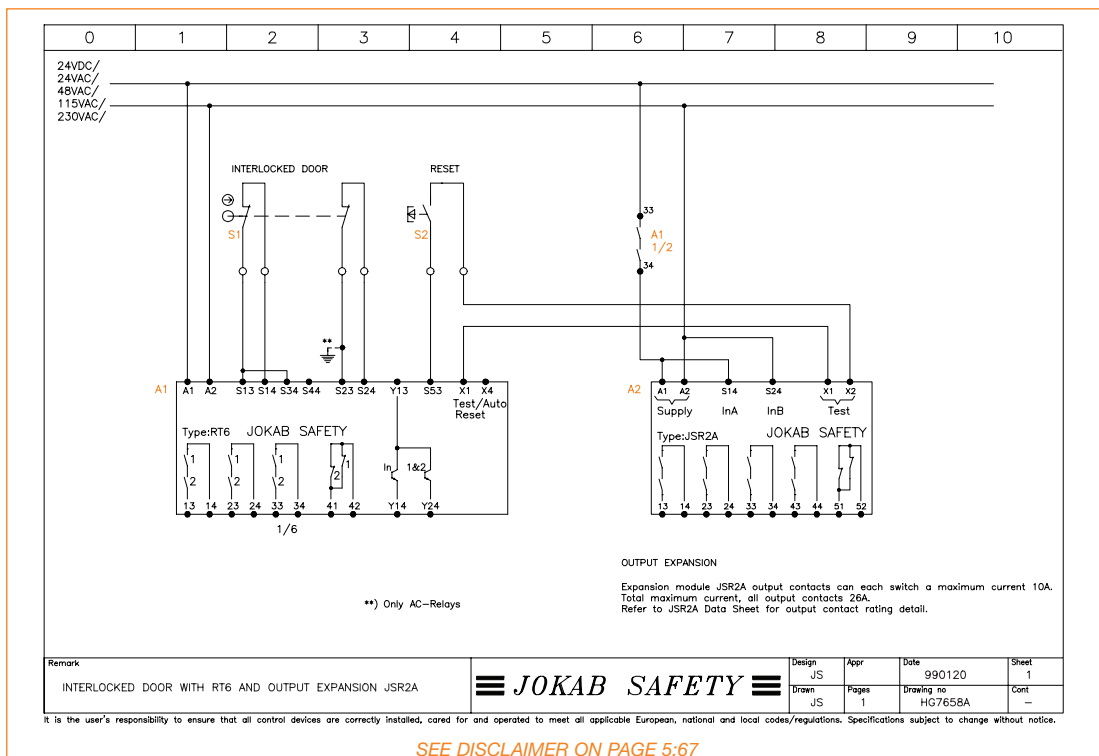 0 1 2 3 4 5 6 7 8 9 10
24VDC/
24VAC/
48VAC/
115VAC/
230VAC/
INTERLOCKED DOOR
RESET
S1
S2
33
A1
1/2
34
**
A1
A1 A2 S13 S14 S34 S44 S23 S24 Y13 S53 X1 X4
Test/Auto
Reset
Type:RT6 JOKAB SAFETY
1 1 1 1
2 2 2 2
In 1&2
13 14 23 24 33 34 41 42 Y14 Y24
1/6
A2
A1 A2 S14 S24 X1 X2
Supply InA InB Test
Type:JSR2A JOKAB SAFETY
13 14 23 24 33 34 43 44 51 52
OUTPUT EXPANSION
Expansion module JSR2A output contacts can each switch a maximum current 10A.
Total maximum current, all output contacts 26A.
Refer to JSR2A Data Sheet for output contact rating detail.
**) Only AC-Relays
Remark
INTERLOCKED DOOR WITH RT6 AND OUTPUT EXPANSION JSR2A
JOKAB SAFETY
Design Appr Date Sheet
JS 990120 1
Drawn Pages Drawing no Cont
JS 1 HG7658A -
It is the user's responsibility to ensure that all control devices are correctly installed, cared for and operated to meet all applicable European, national and local codes/regulations. Specifications subject to change without notice.
SEE DISCLAIMER ON PAGE 5:67